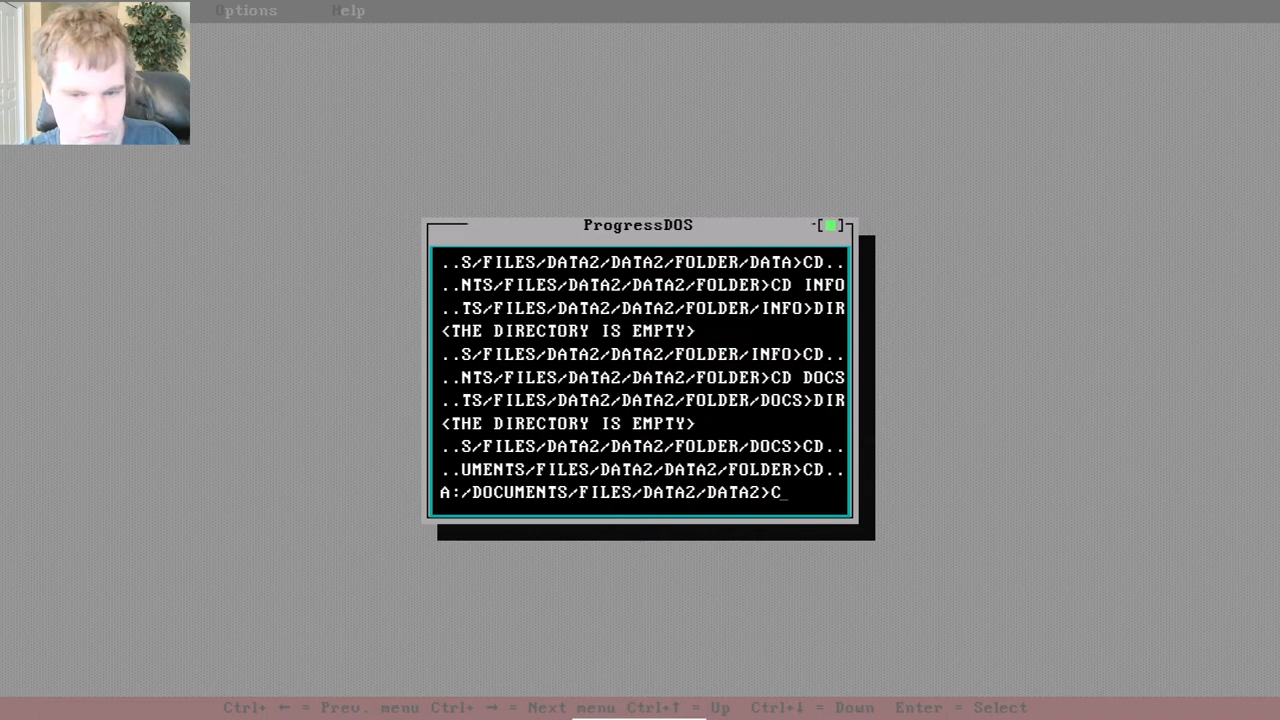 Options Help
ProgressDOS
..S/FILES/DATA2/DATA2/FOLDER/DATA>CD..
..NTS/FILES/DATA2/DATA2/FOLDER>CD INFO
..TS/FILES/DATA2/DATA2/FOLDER/INFO>DIR
<THE DIRECTORY IS EMPTY>
..S/FILES/DATA2/DATA2/FOLDER/INFO>CD..
..NTS/FILES/DATA2/DATA2/FOLDER>CD DOCS
..TS/FILES/DATA2/DATA2/FOLDER/DOCS>DIR
<THE DIRECTORY IS EMPTY>
..S/FILES/DATA2/DATA2/FOLDER/DOCS>CD..
..UMENTS/FILES/DATA2/DATA2/FOLDER>CD..
A:/DOCUMENTS/FILES/DATA2/DATA2>C_
Ctrl+ ← = Prev. menu Ctrl+ → = Next menu Ctrl+↑ = Up Ctrl+↓ = Down Enter = Select